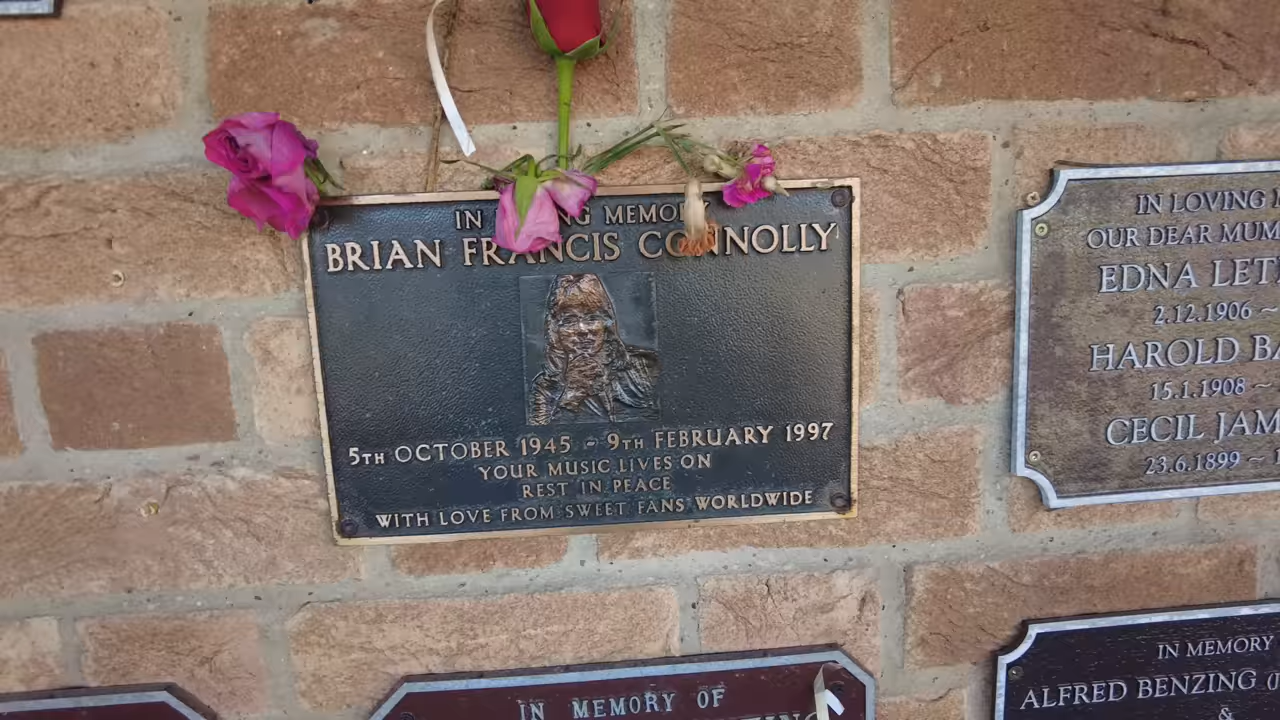 IN LOVING MEMORY
BRIAN FRANCIS CONNOLLY
5TH OCTOBER 1945 ~ 9TH FEBRUARY 1997
YOUR MUSIC LIVES ON
REST IN PEACE
WITH LOVE FROM SWEET FANS WORLDWIDE
IN LOVING
OUR DEAR MUM
EDNA
2.12.1906 ~
HAROLD
15.1.1908 ~
CECIL
23.6.1899 ~
IN MEMORY OF
IN MEMORY
ALFRED BENZING
&